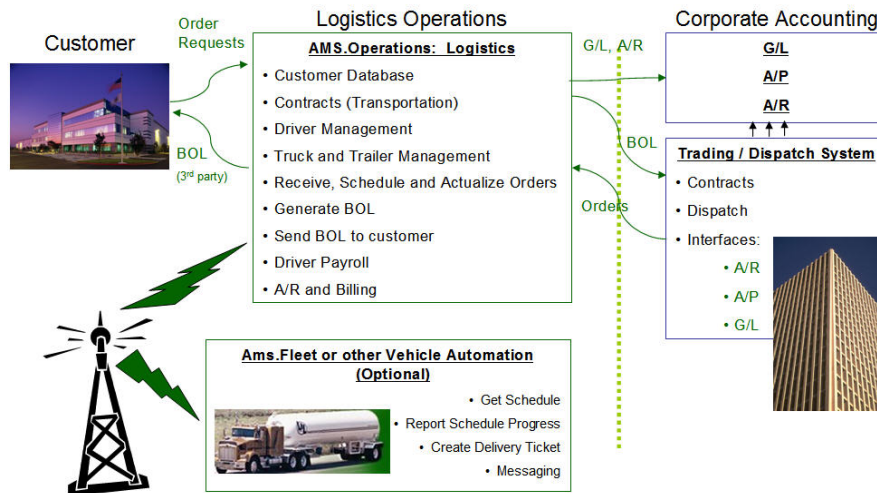 Logistics Operations
Corporate Accounting
Customer
Order
Requests
BOL
(3rd party)
AMS.Operations: Logistics
• Customer Database
• Contracts (Transportation)
• Driver Management
• Truck and Trailer Management
• Receive, Schedule and Actualize Orders
• Generate BOL
• Send BOL to customer
• Driver Payroll
• A/R and Billing
G/L, A/R
BOL
Orders
G/L
A/P
A/R
Trading / Dispatch System
• Contracts
• Dispatch
• Interfaces:
• A/R
• A/P
• G/L
Ams.Fleet or other Vehicle Automation
(Optional)
• Get Schedule
• Report Schedule Progress
• Create Delivery Ticket
• Messaging